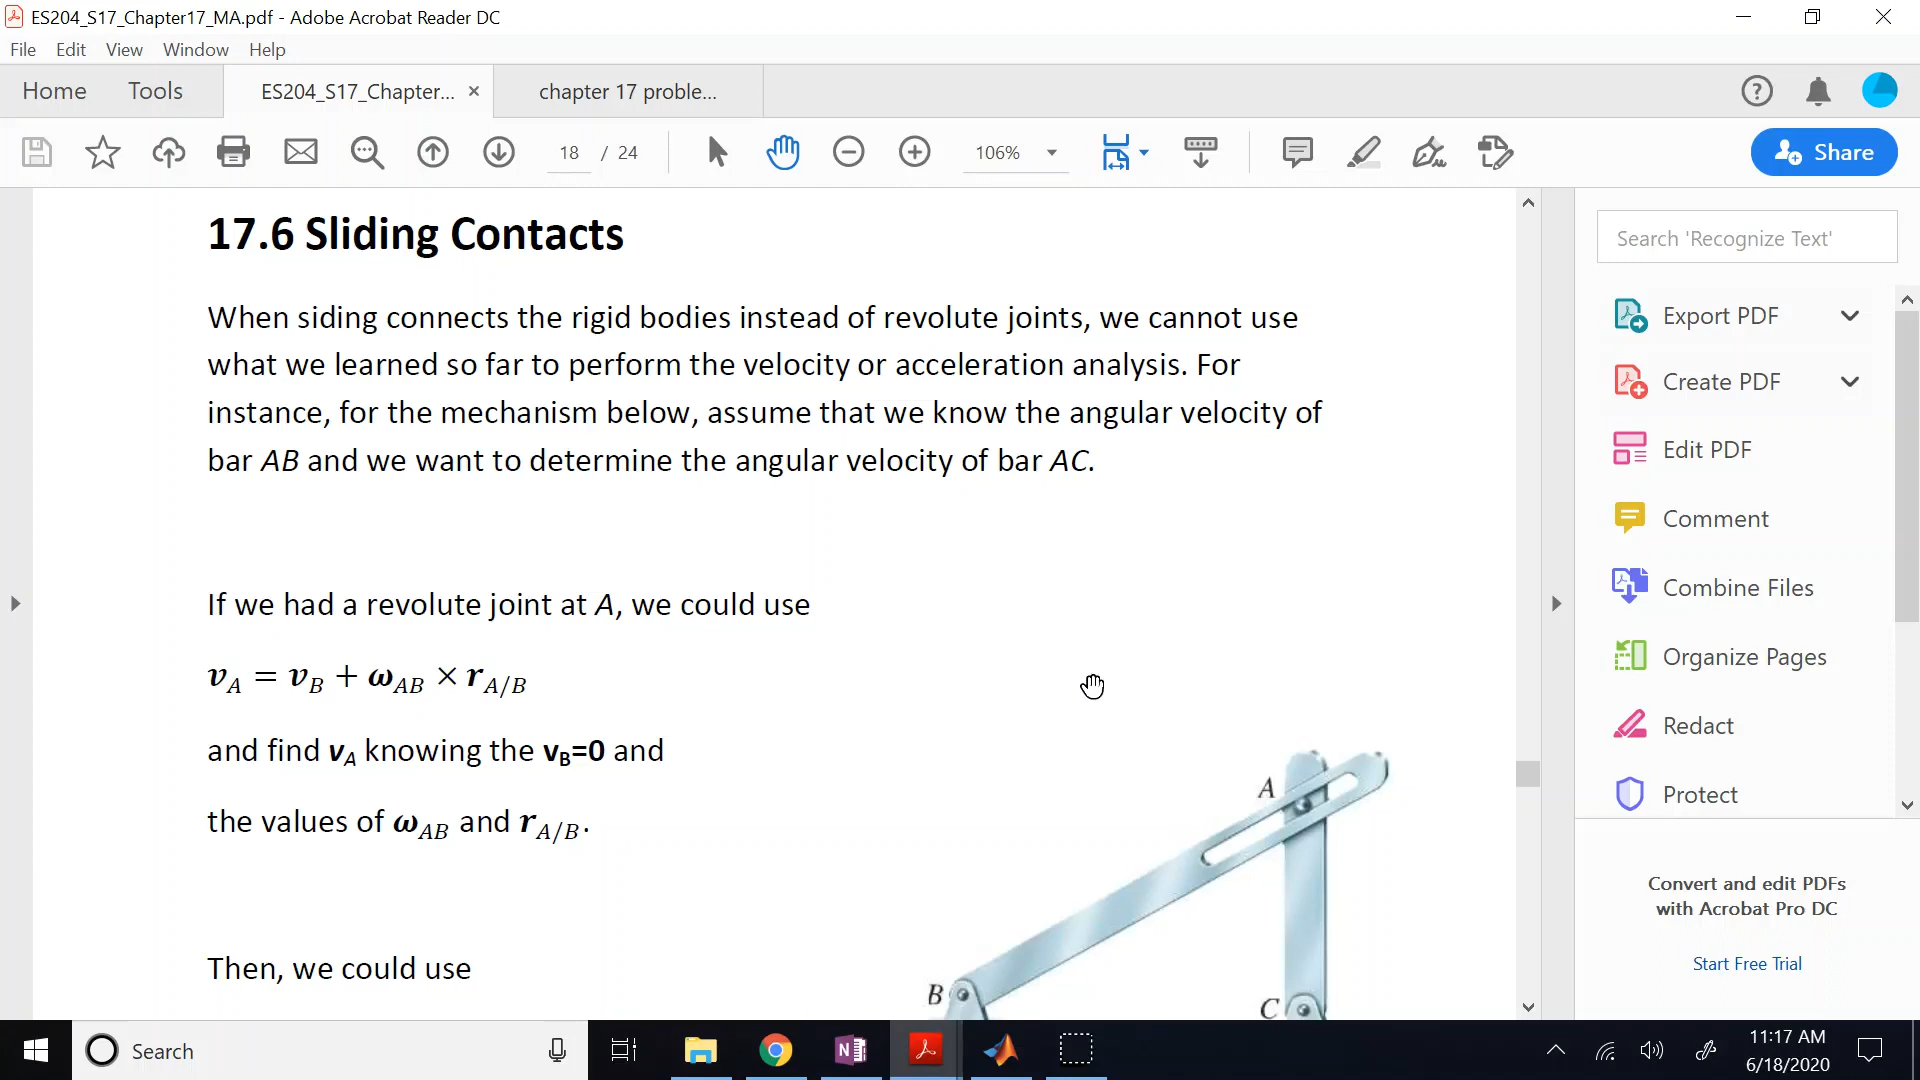 ES204_S17_Chapter17_MA.pdf - Adobe Acrobat Reader DC
File Edit View Window Help
Home Tools ES204_S17_Chapter... × chapter 17 proble...
18 / 24 106% Share
17.6 Sliding Contacts
When siding connects the rigid bodies instead of revolute joints, we cannot use
what we learned so far to perform the velocity or acceleration analysis. For
instance, for the mechanism below, assume that we know the angular velocity of
bar AB and we want to determine the angular velocity of bar AC.
If we had a revolute joint at A, we could use
v_A = v_B + ω_AB × r_A/B
and find v_A knowing the v_B=0 and
the values of ω_AB and r_A/B.
Then, we could use
A
B
C
Search 'Recognize Text'
Export PDF
Create PDF
Edit PDF
Comment
Combine Files
Organize Pages
Redact
Protect
Convert and edit PDFs
with Acrobat Pro DC
Start Free Trial
Search
N
11:17 AM
6/18/2020